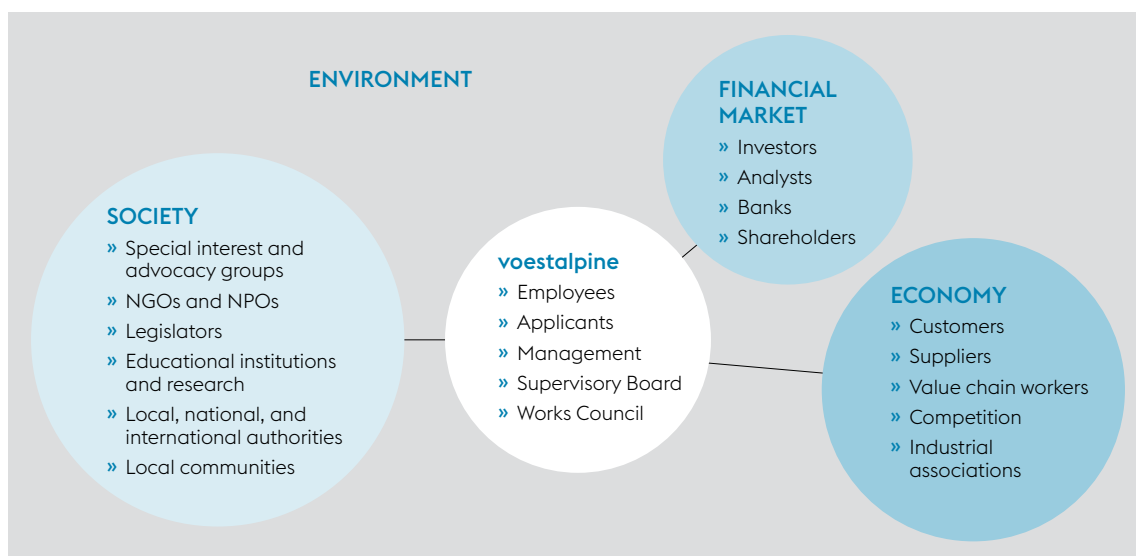 ENVIRONMENT
SOCIETY
» Special interest and
advocacy groups
» NGOs and NPOs
» Legislators
» Educational institutions
and research
» Local, national, and
international authorities
» Local communities
voestalpine
» Employees
» Applicants
» Management
» Supervisory Board
» Works Council
FINANCIAL
MARKET
» Investors
» Analysts
» Banks
» Shareholders
ECONOMY
» Customers
» Suppliers
» Value chain workers
» Competition
» Industrial
associations